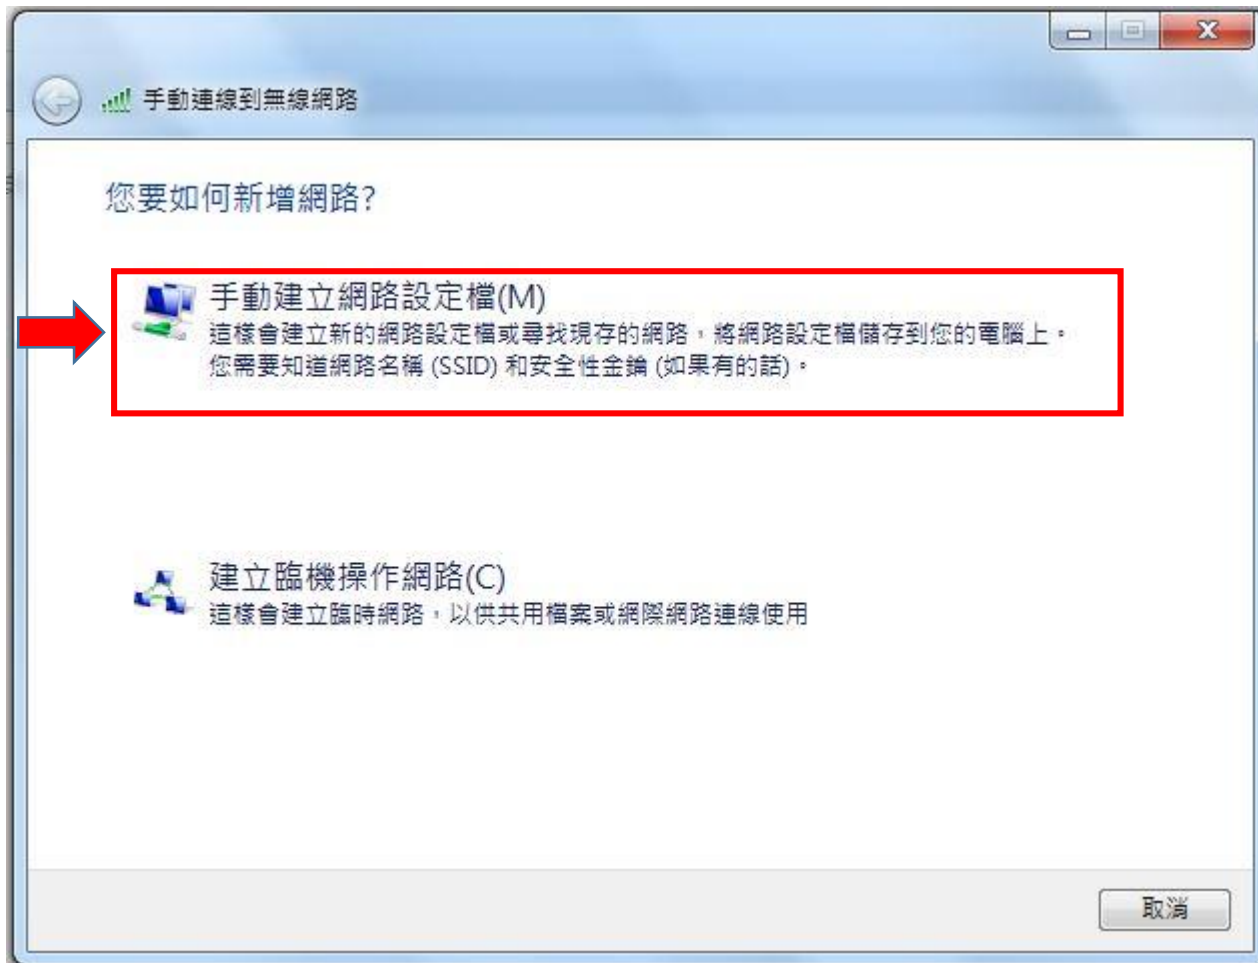 手動連線到無線網路
您要如何新增網路?
手動建立網路設定檔(M)
這樣會建立新的網路設定檔或尋找現存的網路，將網路設定檔儲存到您的電腦上。
您需要知道網路名稱 (SSID) 和安全性金鑰 (如果有的話)。
建立臨機操作網路(C)
這樣會建立臨時網路，以供共用檔案或網際網路連線使用
取消